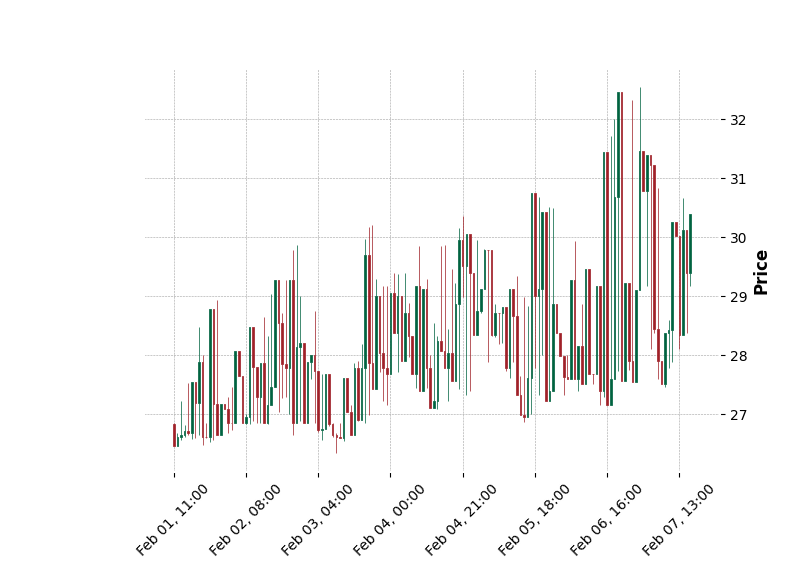 32
31
30
29
28
27
Price
Feb 01, 11:00
Feb 02, 08:00
Feb 03, 04:00
Feb 04, 00:00
Feb 04, 21:00
Feb 05, 18:00
Feb 06, 16:00
Feb 07, 13:00